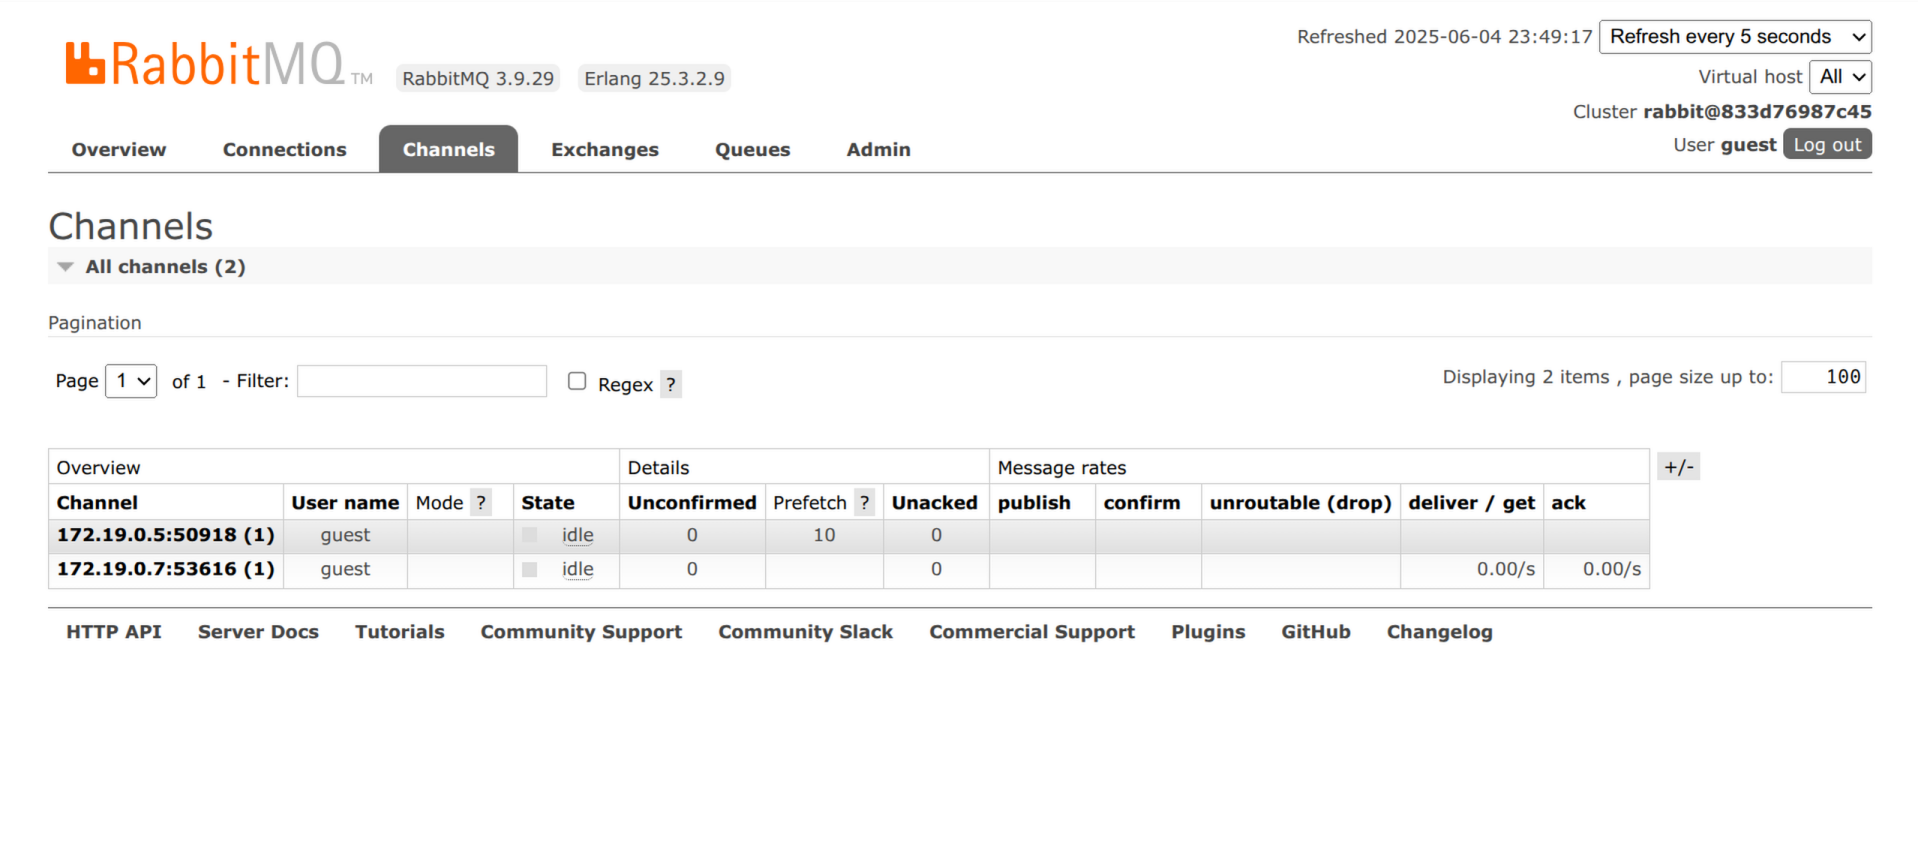 RabbitMQ TM RabbitMQ 3.9.29 Erlang 25.3.2.9
Refreshed 2025-06-04 23:49:17 Refresh every 5 seconds
Virtual host All
Cluster rabbit@833d76987c45
User guest Log out
Overview Connections Channels Exchanges Queues Admin
Channels
All channels (2)
Pagination
Page 1 of 1 - Filter: Regex ? Displaying 2 items , page size up to: 100
Overview Details Message rates +/-
Channel User name Mode ? State Unconfirmed Prefetch ? Unacked publish confirm unroutable (drop) deliver / get ack
172.19.0.5:50918 (1) guest idle 0 10 0
172.19.0.7:53616 (1) guest idle 0 0 0.00/s 0.00/s
HTTP API Server Docs Tutorials Community Support Community Slack Commercial Support Plugins GitHub Changelog